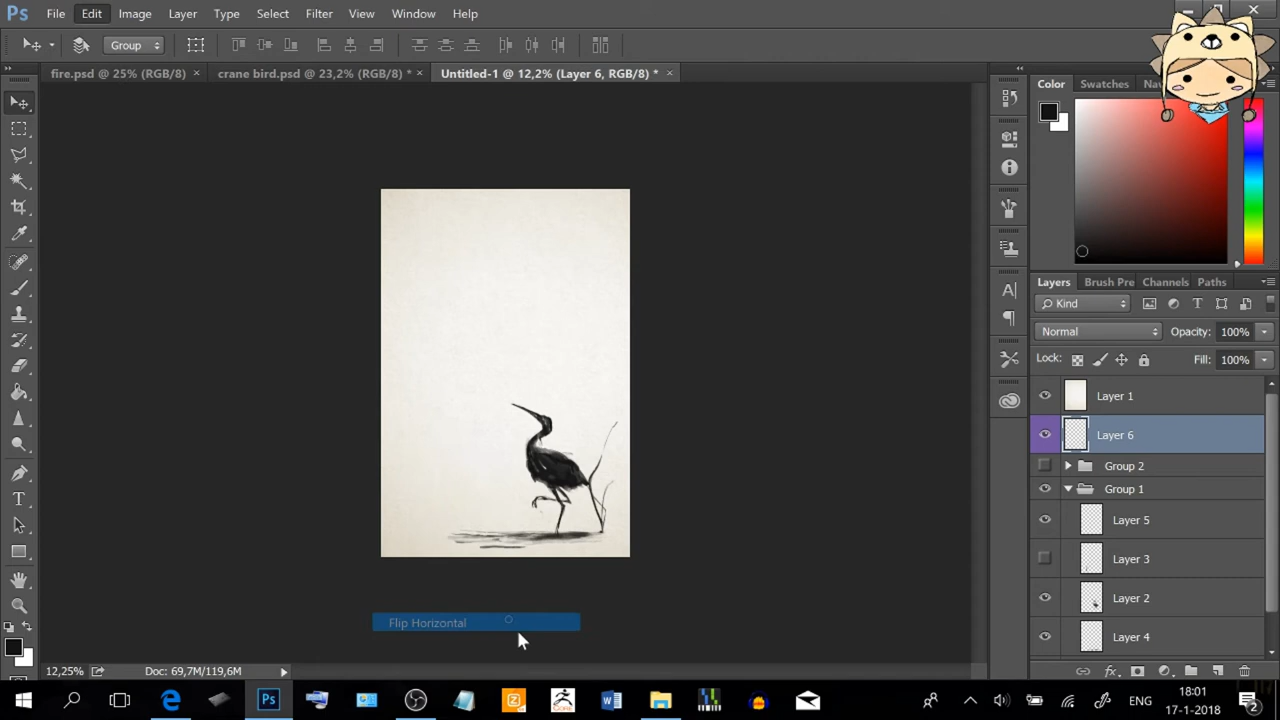 Ps File Edit Image Layer Type Select Filter View Window Help
Group
fire.psd @ 25% (RGB/8) × crane bird.psd @ 23,2% (RGB/8) * × Untitled-1 @ 12,2% (Layer 6, RGB/8) * ×
Color Swatches
Layers Brush Pre Channels Paths
Kind
Normal Opacity: 100%
Lock: Fill: 100%
Layer 1
Layer 6
Group 2
Group 1
Layer 5
Layer 3
Layer 2
Layer 4
Flip Horizontal
12,25% Doc: 69,7M/119,6M
ENG 18:01
17-1-2018